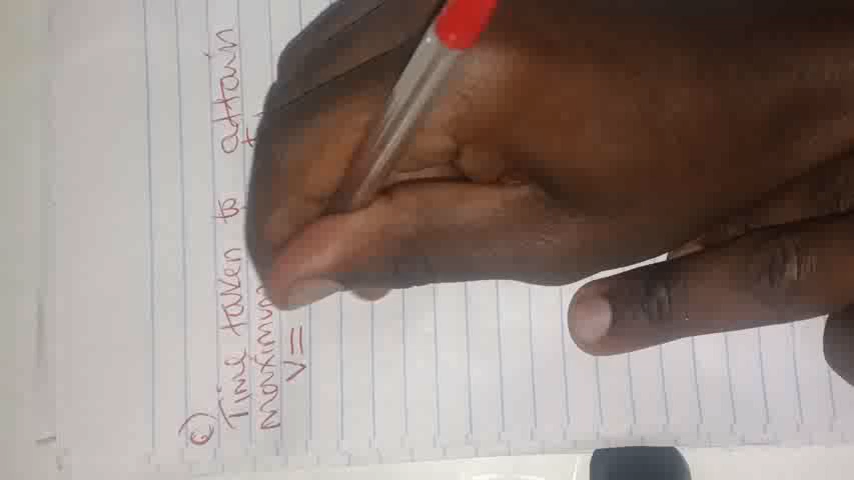 c)
Time taken to attain
maximum
v =